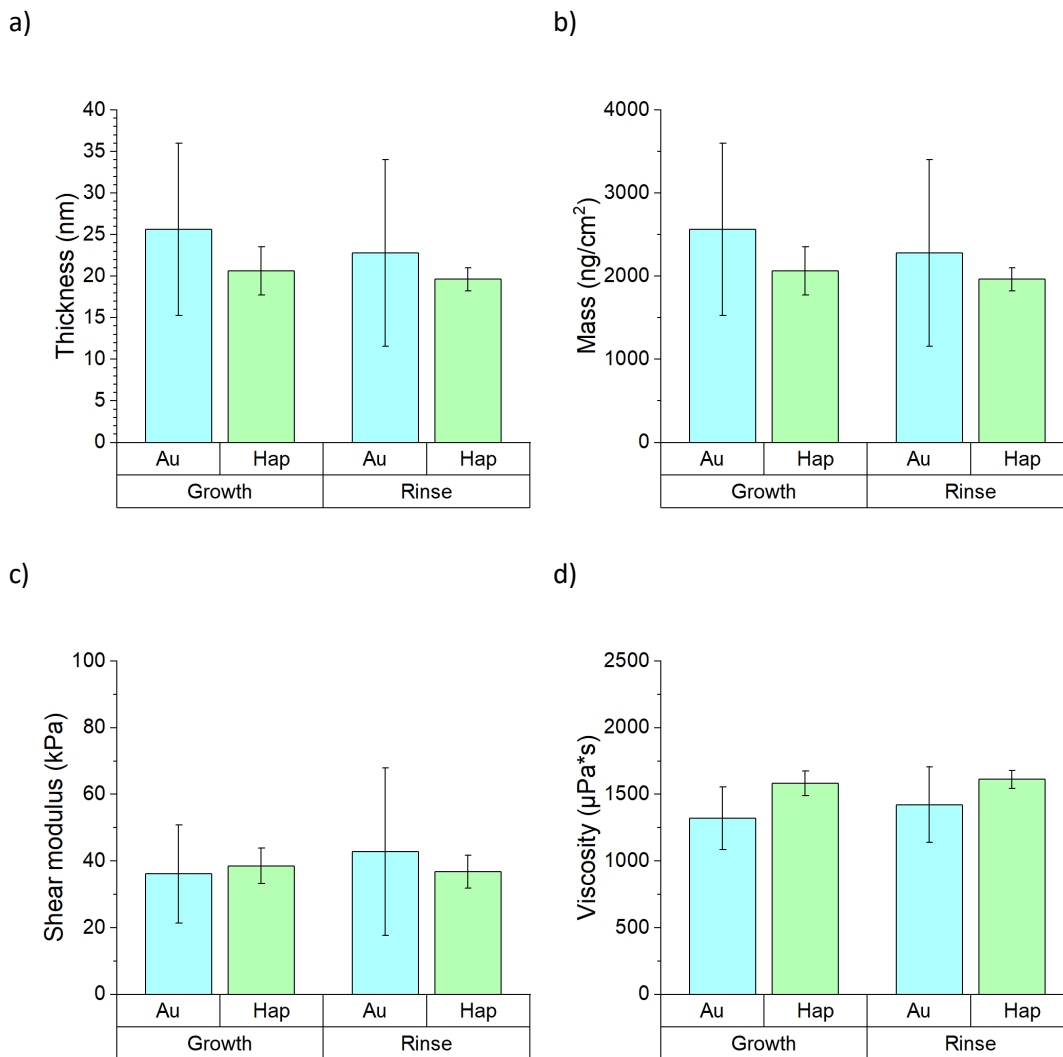 a)
Thickness (nm)
40
35
30
25
20
15
10
5
0
Au Hap Au Hap
Growth Rinse
b)
Mass (ng/cm²)
4000
3000
2000
1000
0
Au Hap Au Hap
Growth Rinse
c)
Shear modulus (kPa)
100
80
60
40
20
0
Au Hap Au Hap
Growth Rinse
d)
Viscosity (µPa*s)
2500
2000
1500
1000
500
0
Au Hap Au Hap
Growth Rinse